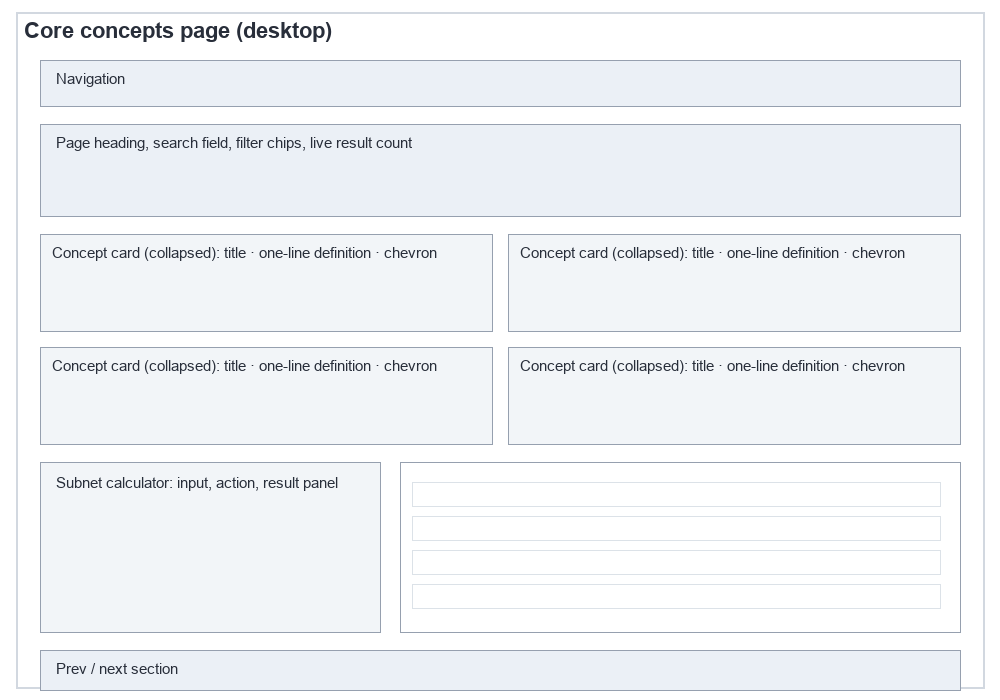 Core concepts page (desktop)
Navigation
Page heading, search field, filter chips, live result count
Concept card (collapsed): title · one-line definition · chevron
Concept card (collapsed): title · one-line definition · chevron
Concept card (collapsed): title · one-line definition · chevron
Concept card (collapsed): title · one-line definition · chevron
Subnet calculator: input, action, result panel
Prev / next section